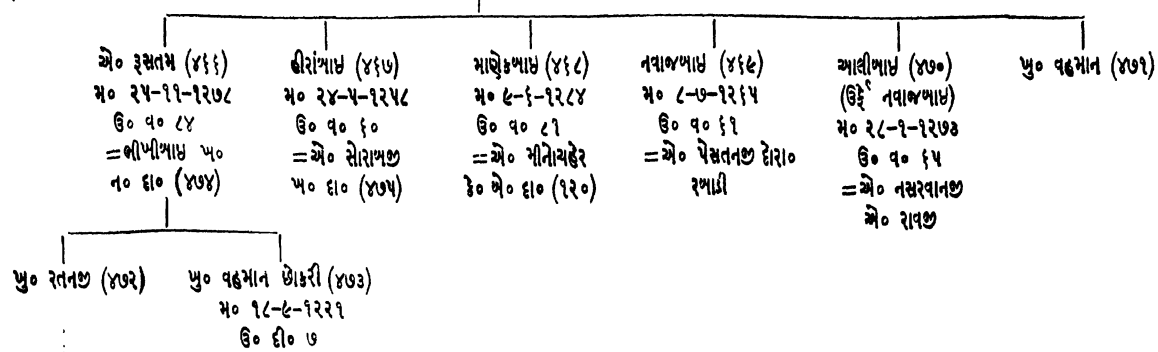 એ૦ રૂસતમ (૪૬૬)
મ૦ ૨૫-૧૧-૧૨૭૮
ઉ૦ વ૦ ૮૪
=ભીખીબાઇ ખ૦
ન૦ દા૦ (૪૭૪)
હીરાંબાઇ (૪૬૭)
મ૦ ૨૪-૫-૧૨૫૮
ઉ૦ વ૦ ૬૦
=એ૦ સોરાબજી
ખ૦ દા૦ (૪૭૫)
માણેકબાઇ (૪૬૮)
મ૦ ૯-૬-૧૨૮૪
ઉ૦ વ૦ ૮૧
=એ૦ મીનોચહેર
કે૦ બે૦ દા૦ (૧૨૦)
નવાજબાઇ (૪૬૯)
મ૦ ૮-૭-૧૨૬૫
ઉ૦ વ૦ ૬૧
=એ૦ પેસતનજી દોરા૦
રબાડી
આલીબાઇ (૪૭૦)
(ઉર્ફે નવાજબાઇ)
મ૦ ૨૮-૧-૧૨૭૩
ઉ૦ વ૦ ૬૫
=એ૦ નસરવાનજી
એ૦ રાવજી
ખુ૦ વહમાન (૪૭૧)
ખુ૦ રતનજી (૪૭૨)
ખુ૦ વહમાન છોકરી (૪૭૩)
મ૦ ૧૮-૯-૧૨૨૧
ઉ૦ દી૦ ૭